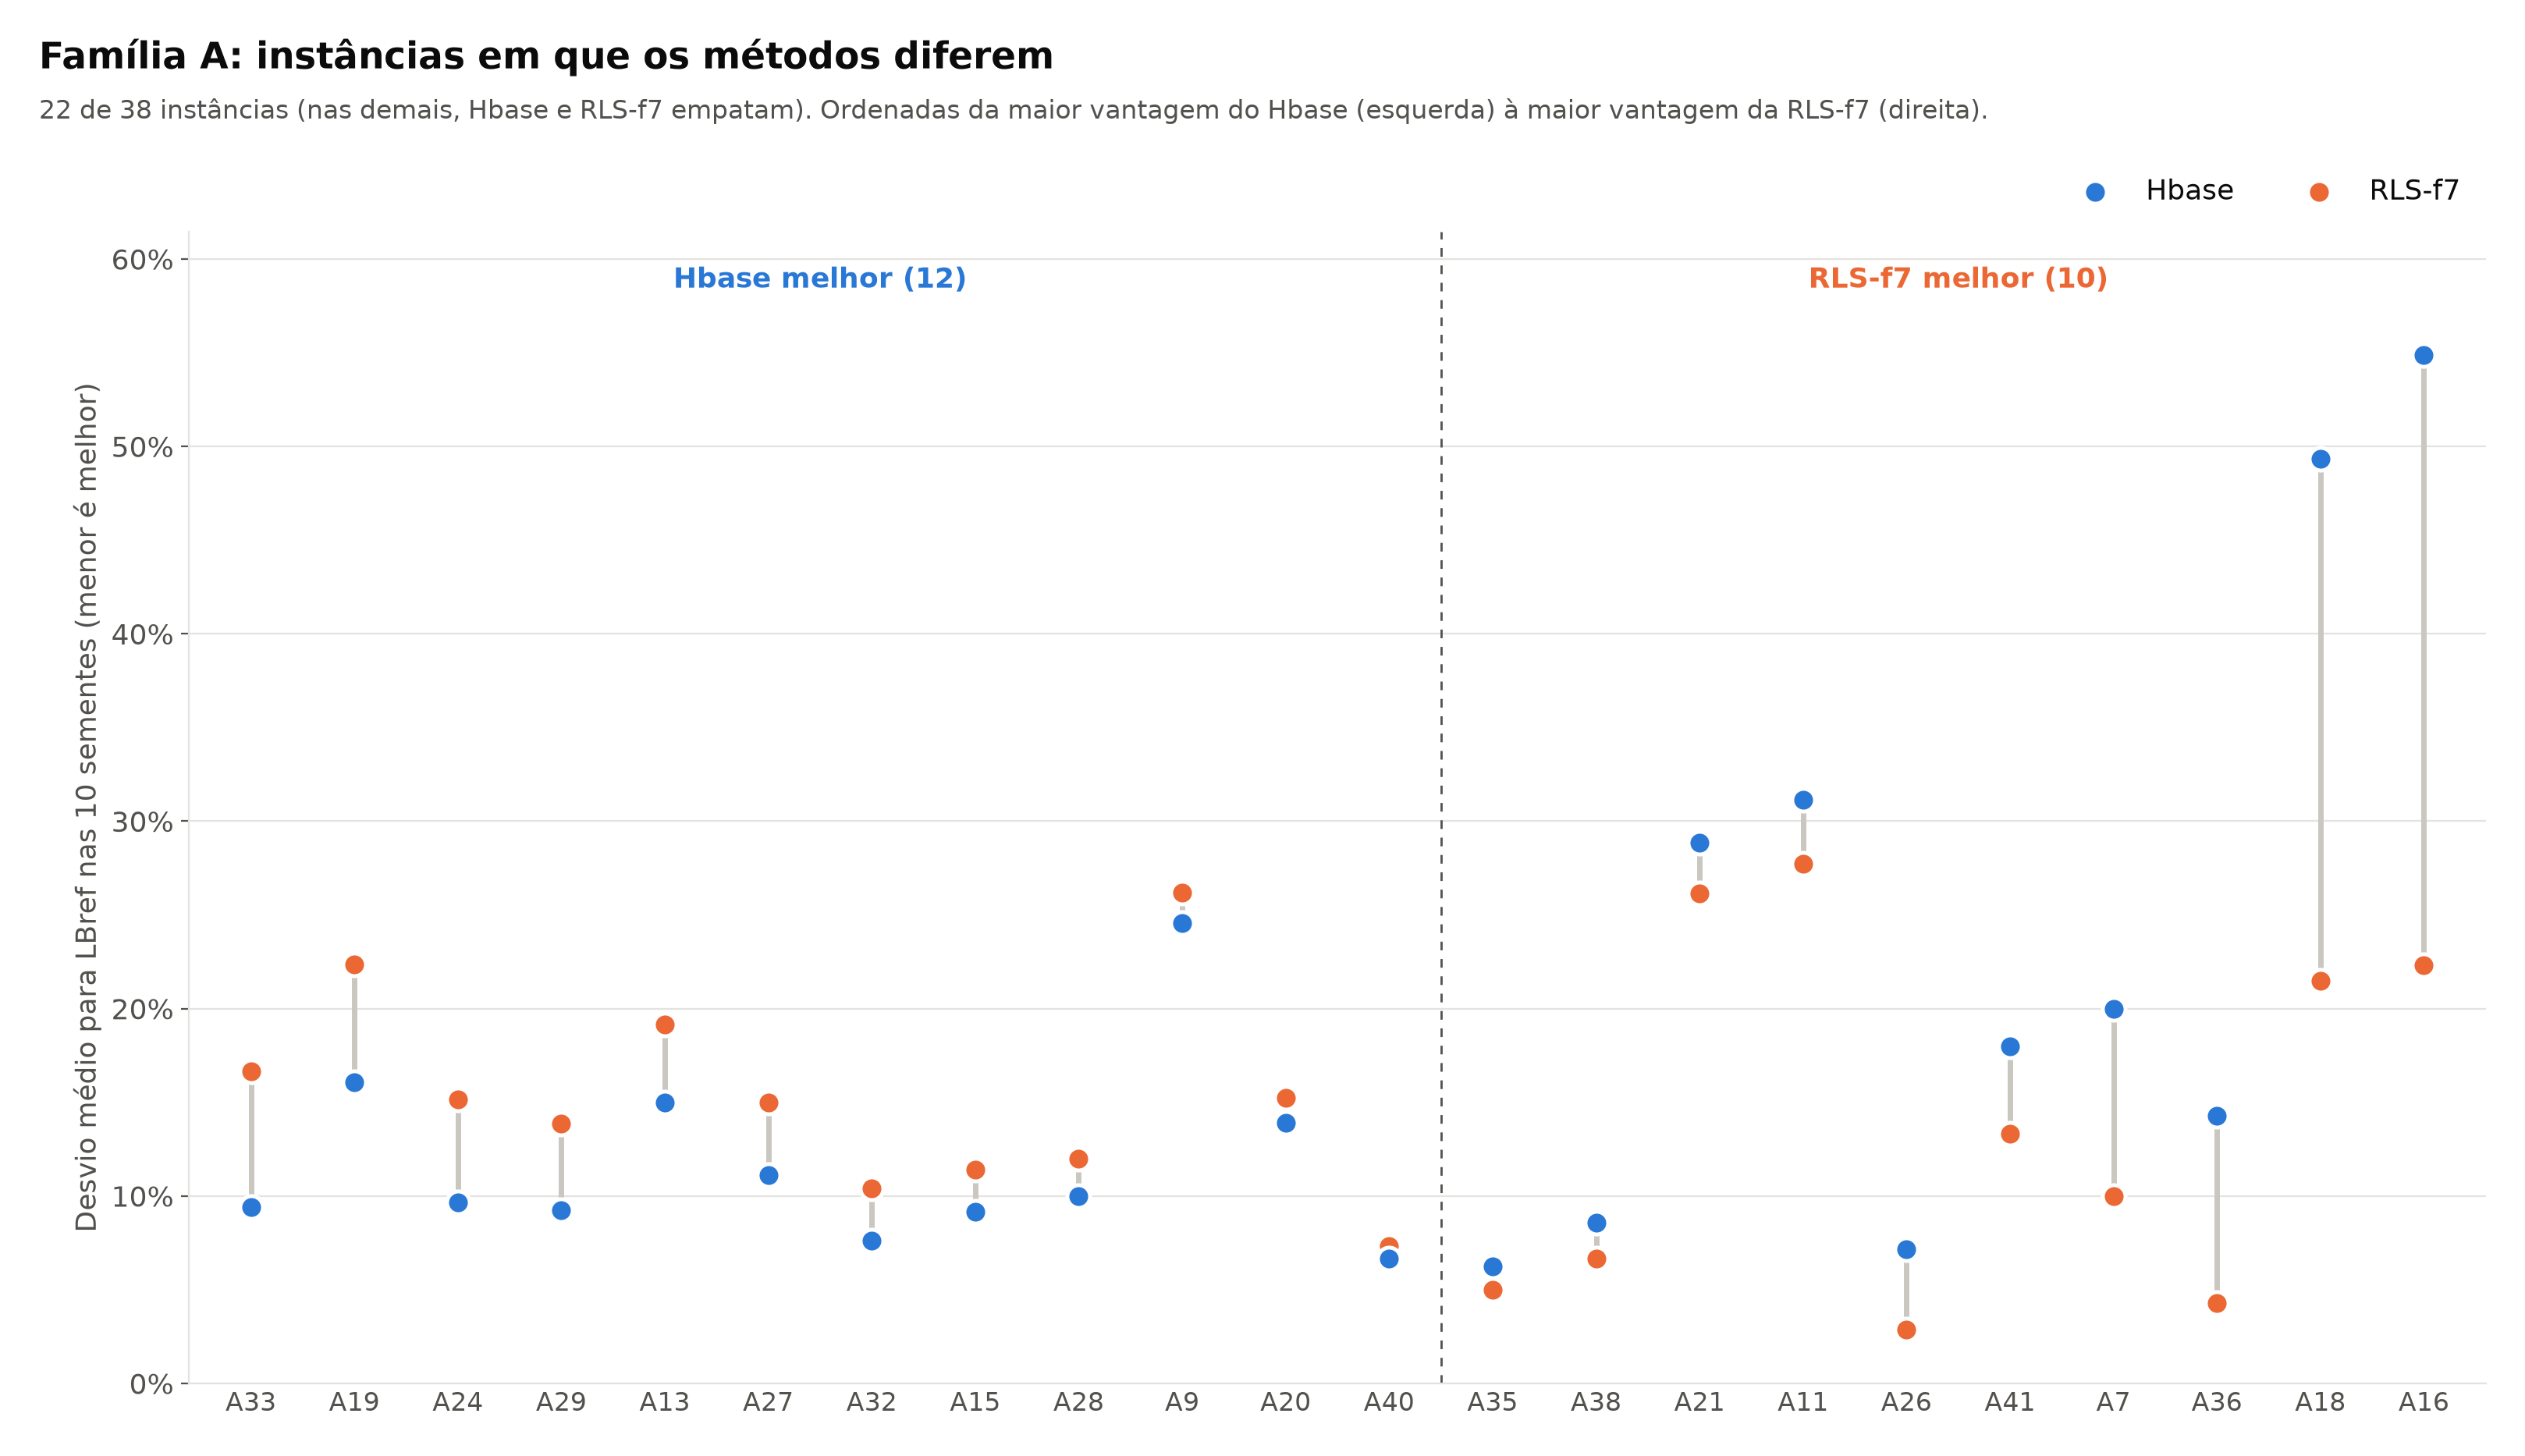 Família A: instâncias em que os métodos diferem
22 de 38 instâncias (nas demais, Hbase e RLS-f7 empatam). Ordenadas da maior vantagem do Hbase (esquerda) à maior vantagem da RLS-f7 (direita).
Hbase
RLS-f7
Hbase melhor (12)
RLS-f7 melhor (10)
Desvio médio para LBref nas 10 sementes (menor é melhor)
60%
50%
40%
30%
20%
10%
0%
A33 A19 A24 A29 A13 A27 A32 A15 A28 A9 A20 A40 A35 A38 A21 A11 A26 A41 A7 A36 A18 A16